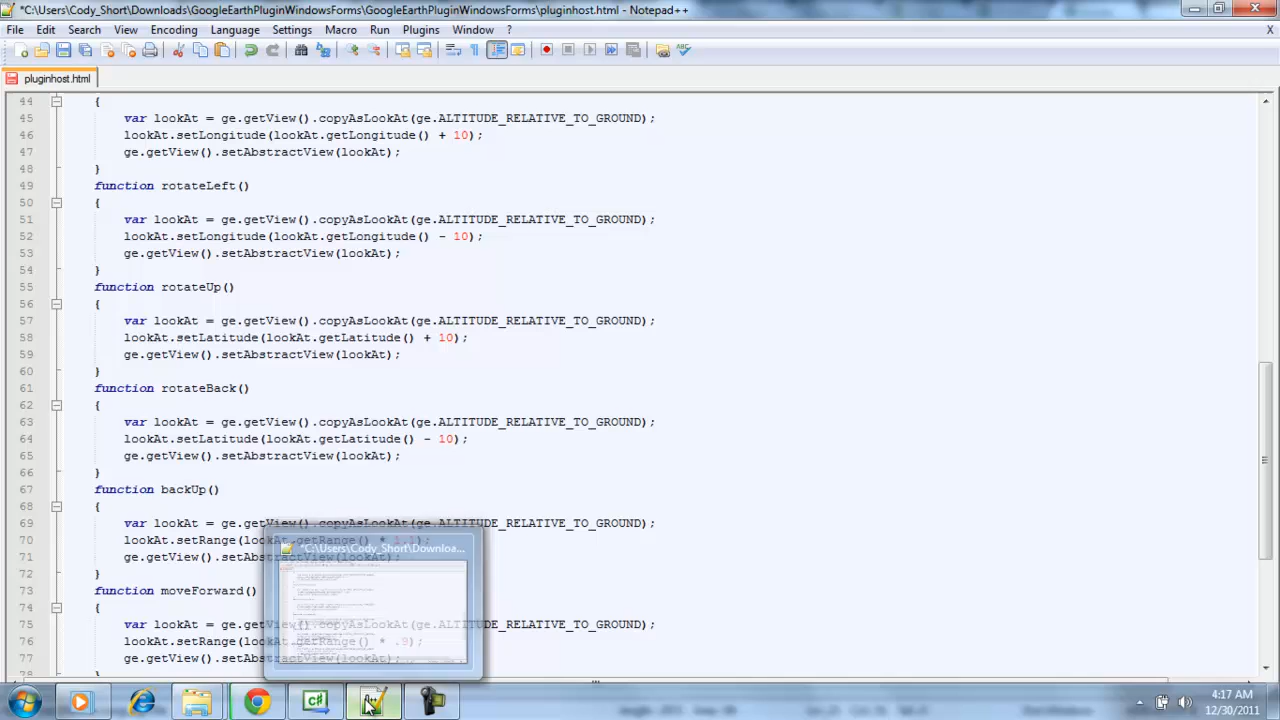 *C:\Users\Cody_Short\Downloads\GoogleEarthPluginWindowsForms\GoogleEarthPluginWindowsForms\pluginhost.html - Notepad++
File Edit Search View Encoding Language Settings Macro Run Plugins Window ? X
pluginhost.html
44 {
45 var lookAt = ge.getView().copyAsLookAt(ge.ALTITUDE_RELATIVE_TO_GROUND);
46 lookAt.setLongitude(lookAt.getLongitude() + 10);
47 ge.getView().setAbstractView(lookAt);
48 }
49 function rotateLeft()
50 {
51 var lookAt = ge.getView().copyAsLookAt(ge.ALTITUDE_RELATIVE_TO_GROUND);
52 lookAt.setLongitude(lookAt.getLongitude() - 10);
53 ge.getView().setAbstractView(lookAt);
54 }
55 function rotateUp()
56 {
57 var lookAt = ge.getView().copyAsLookAt(ge.ALTITUDE_RELATIVE_TO_GROUND);
58 lookAt.setLatitude(lookAt.getLatitude() + 10);
59 ge.getView().setAbstractView(lookAt);
60 }
61 function rotateBack()
62 {
63 var lookAt = ge.getView().copyAsLookAt(ge.ALTITUDE_RELATIVE_TO_GROUND);
64 lookAt.setLatitude(lookAt.getLatitude() - 10);
65 ge.getView().setAbstractView(lookAt);
66 }
67 function backUp()
68 {
69 var lookAt = ge.getView().copyAsLookAt(ge.ALTITUDE_RELATIVE_TO_GROUND);
70 lookAt.setRange(lookAt.getRange() * 1.1);
*C:\Users\Cody_Short\Downloa...
71 ge.getView().setAbstractView(lookAt);
72 }
73 function moveForward()
74 {
75 var lookAt = ge.getView().copyAsLookAt(ge.ALTITUDE_RELATIVE_TO_GROUND);
76 lookAt.setRange(lookAt.getRange() * .9);
77 ge.getView().setAbstractView(lookAt);
78 }
4:17 AM
12/30/2011